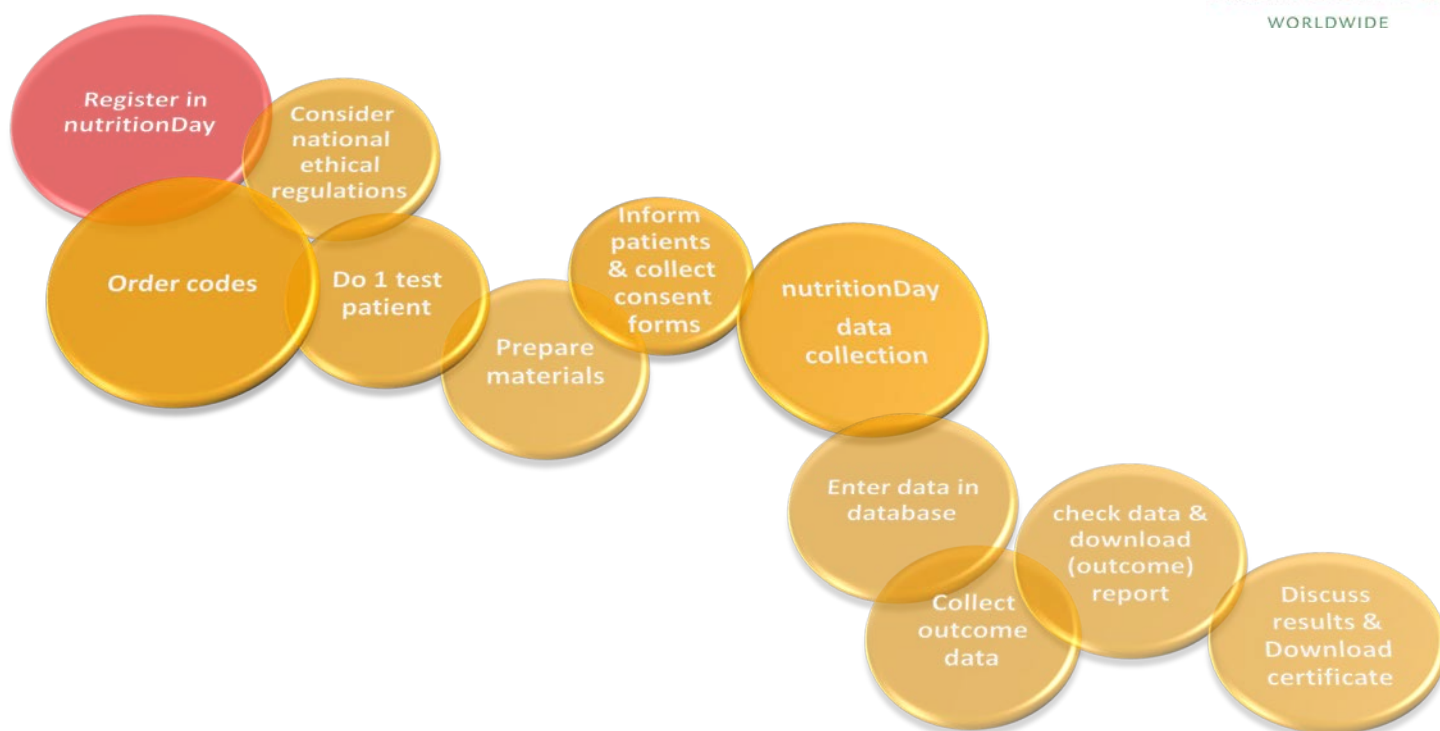 WORLDWIDE
Register in
nutritionDay
Consider
national
ethical
regulations
Order codes
Do 1 test
patient
Prepare
materials
Inform
patients
& collect
consent
forms
nutritionDay
data
collection
Enter data in
database
Collect
outcome
data
check data &
download
(outcome)
report
Discuss
results &
Download
certificate